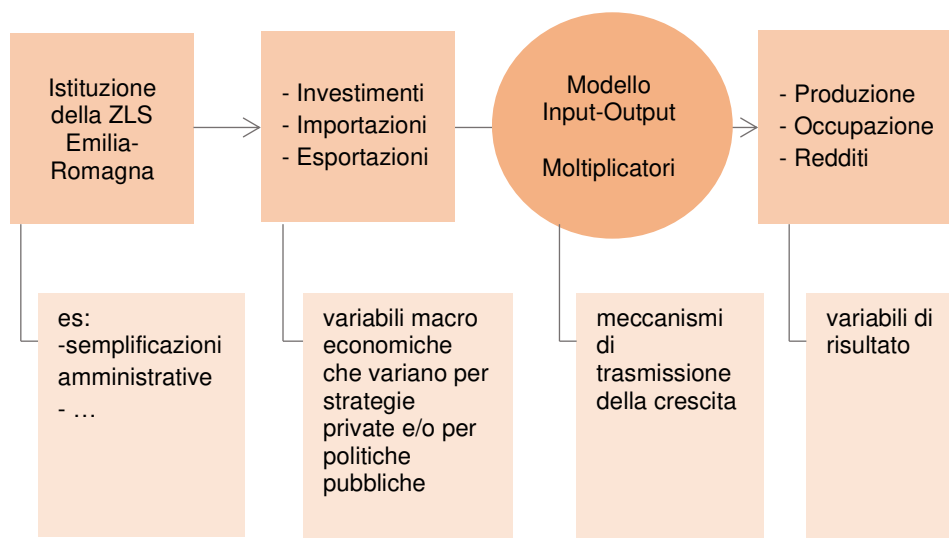 Istituzione
della ZLS
Emilia-
Romagna
- Investimenti
- Importazioni
- Esportazioni
Modello
Input-Output
Moltiplicatori
- Produzione
- Occupazione
- Redditi
es:
-semplificazioni
amministrative
- ...
variabili macro
economiche
che variano per
strategie
private e/o per
politiche
pubbliche
meccanismi
di
trasmissione
della crescita
variabili di
risultato